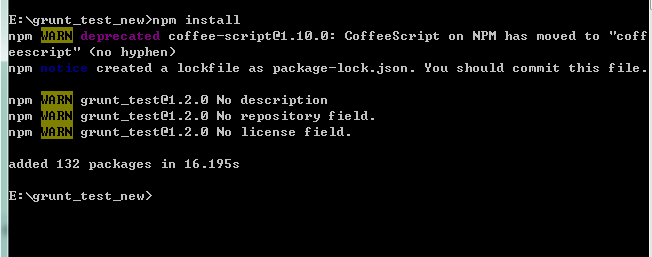 E:\grunt_test_new>npm install
npm WARN deprecated coffee-script@1.10.0: CoffeeScript on NPM has moved to "coff
eescript" (no hyphen)
npm notice created a lockfile as package-lock.json. You should commit this file.
npm WARN grunt_test@1.2.0 No description
npm WARN grunt_test@1.2.0 No repository field.
npm WARN grunt_test@1.2.0 No license field.
added 132 packages in 16.195s
E:\grunt_test_new>